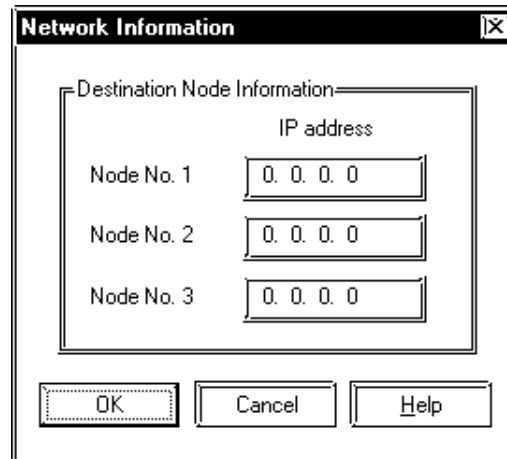 Network Information
Destination Node Information
IP address
Node No. 1 0. 0. 0. 0
Node No. 2 0. 0. 0. 0
Node No. 3 0. 0. 0. 0
OK Cancel Help